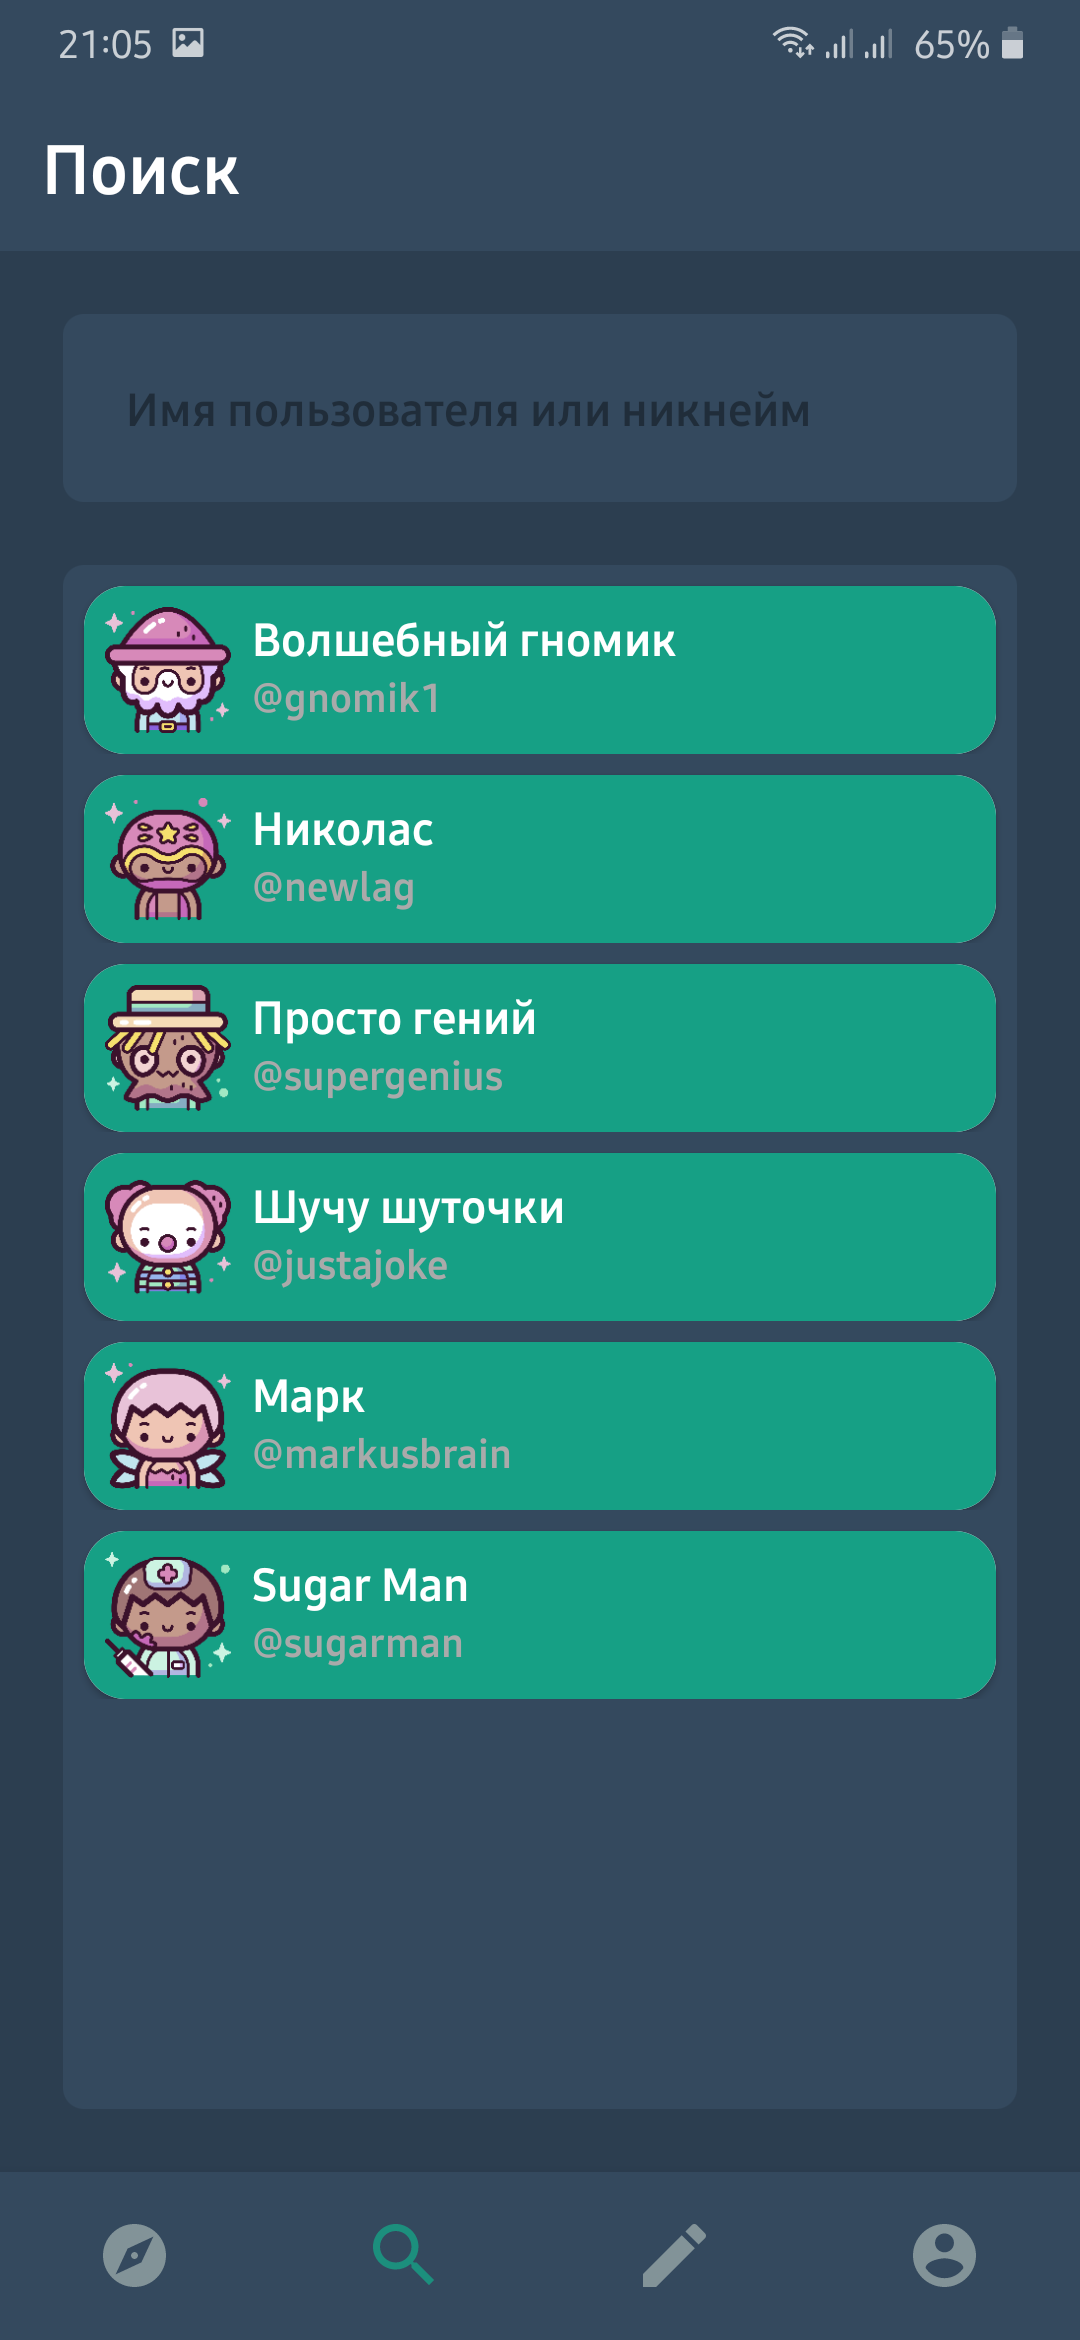 21:05 65%
Поиск
Имя пользователя или никнейм
Волшебный гномик
@gnomik1
Николас
@newlag
Просто гений
@supergenius
Шучу шуточки
@justajoke
Марк
@markusbrain
Sugar Man
@sugarman